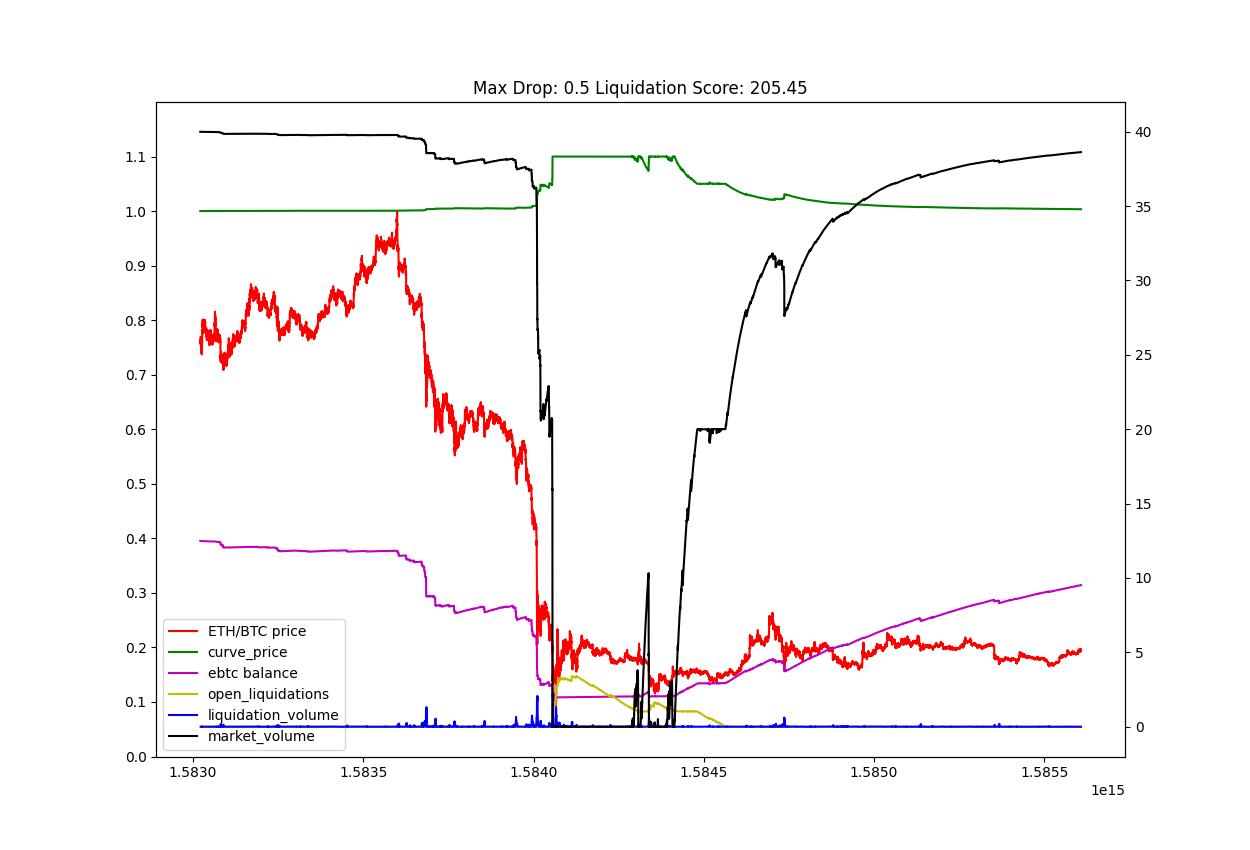 Max Drop: 0.5 Liquidation Score: 205.45
1.1
1.0
0.9
0.8
0.7
0.6
0.5
0.4
0.3
0.2
0.1
0.0
40
35
30
25
20
15
10
5
0
ETH/BTC price
curve_price
ebtc balance
open_liquidations
liquidation_volume
market_volume
1.5830 1.5835 1.5840 1.5845 1.5850 1.5855
1e15